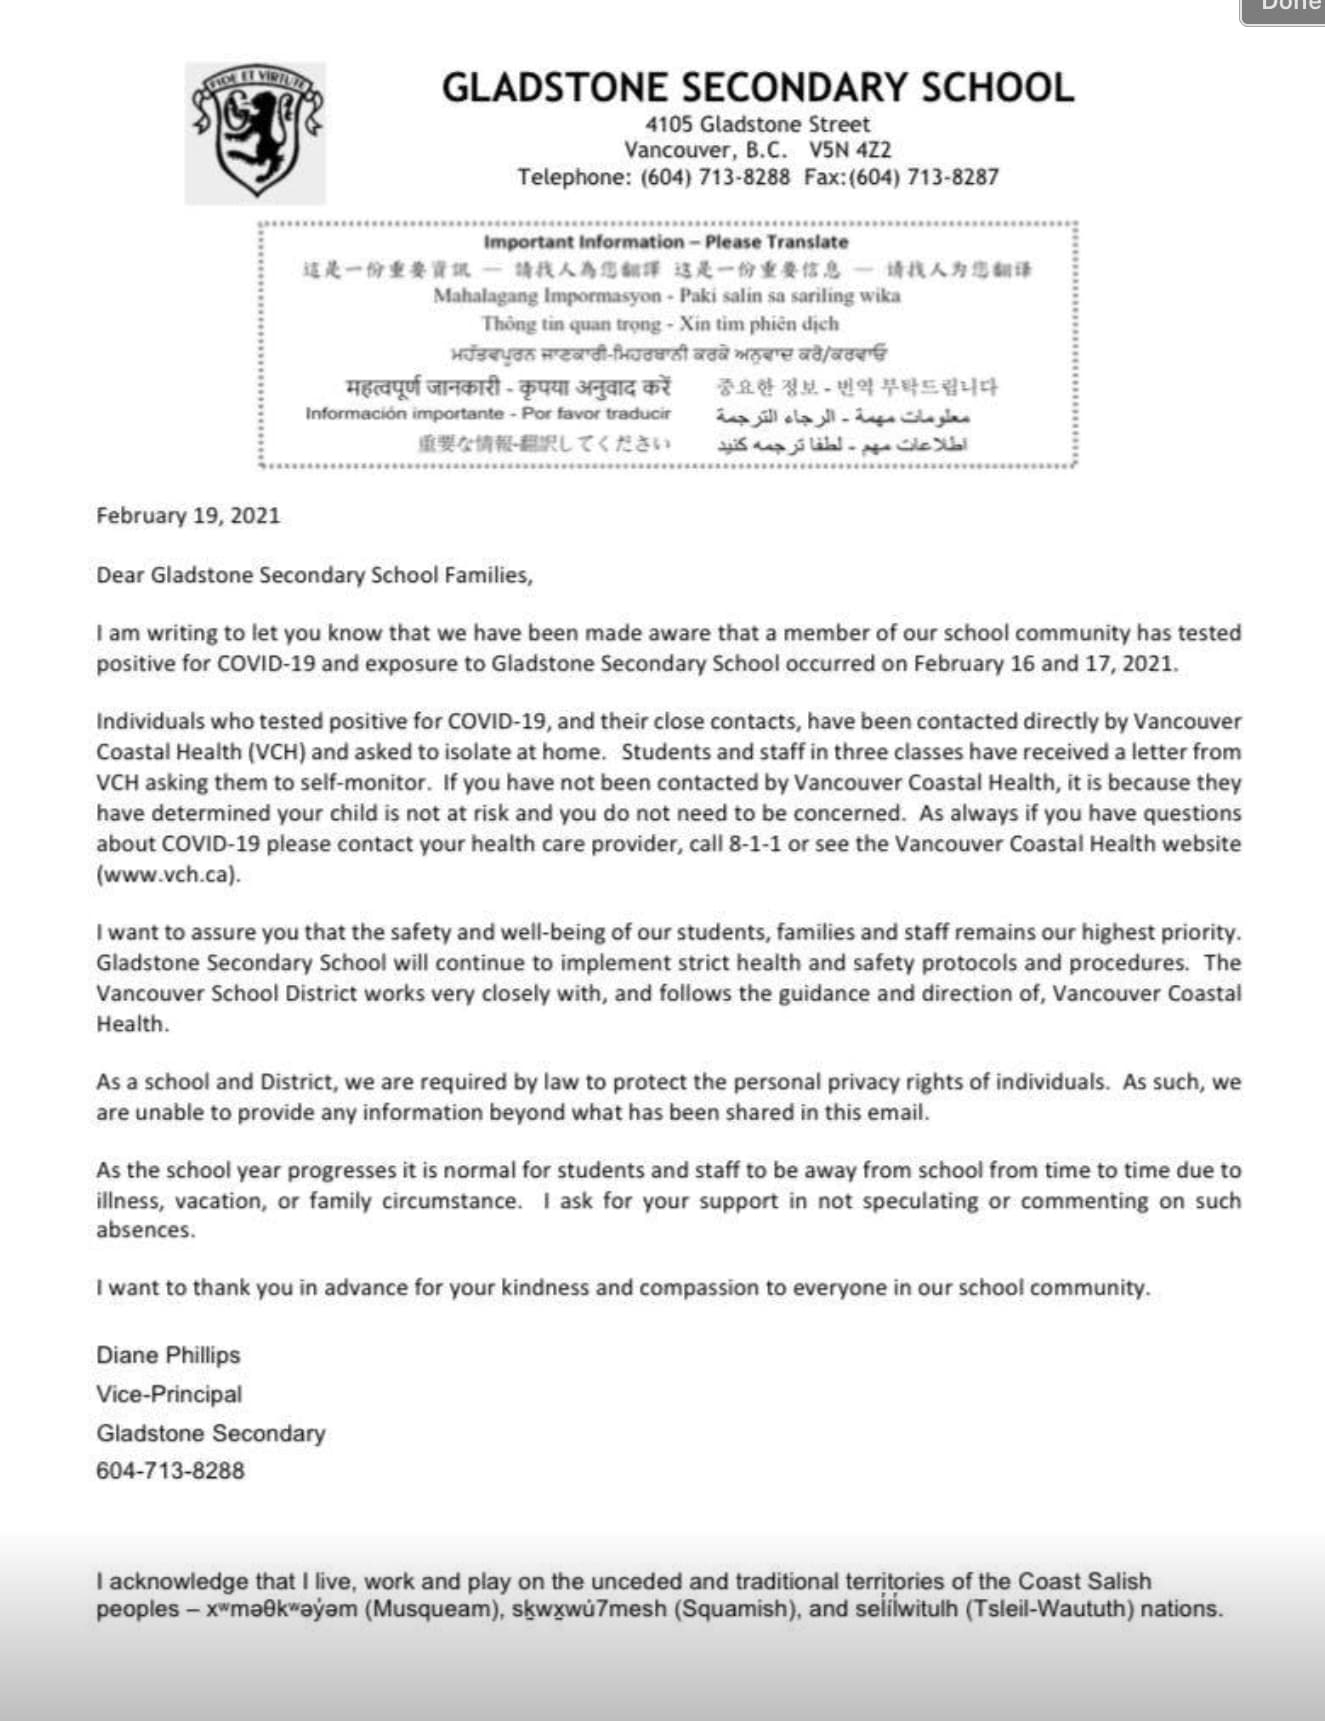 Done
FIDE ET VIRTUTE
GLADSTONE SECONDARY SCHOOL
4105 Gladstone Street
Vancouver, B.C. V5N 4Z2
Telephone: (604) 713-8288 Fax:(604) 713-8287
Important Information – Please Translate
這是一份重要資訊 — 請找人為您翻譯 这是一份重要信息 — 请找人为您翻译
Mahalagang Impormasyon - Paki salin sa sariling wika
Thông tin quan trọng - Xin tìm phiên dịch
ਮਹੱਤਵਪੂਰਨ ਜਾਣਕਾਰੀ-ਮਿਹਰਬਾਨੀ ਕਰਕੇ ਅਨੁਵਾਦ ਕਰੋ/ਕਰਵਾਓ
महत्वपूर्ण जानकारी - कृपया अनुवाद करें 중요한 정보 - 번역 부탁드립니다
Información importante - Por favor traducir معلومات مهمة - الرجاء الترجمة
重要な情報-翻訳してください اطلاعات مهم - لطفا ترجمه کنید
February 19, 2021
Dear Gladstone Secondary School Families,
I am writing to let you know that we have been made aware that a member of our school community has tested
positive for COVID-19 and exposure to Gladstone Secondary School occurred on February 16 and 17, 2021.
Individuals who tested positive for COVID-19, and their close contacts, have been contacted directly by Vancouver
Coastal Health (VCH) and asked to isolate at home. Students and staff in three classes have received a letter from
VCH asking them to self-monitor. If you have not been contacted by Vancouver Coastal Health, it is because they
have determined your child is not at risk and you do not need to be concerned. As always if you have questions
about COVID-19 please contact your health care provider, call 8-1-1 or see the Vancouver Coastal Health website
(www.vch.ca).
I want to assure you that the safety and well-being of our students, families and staff remains our highest priority.
Gladstone Secondary School will continue to implement strict health and safety protocols and procedures. The
Vancouver School District works very closely with, and follows the guidance and direction of, Vancouver Coastal
Health.
As a school and District, we are required by law to protect the personal privacy rights of individuals. As such, we
are unable to provide any information beyond what has been shared in this email.
As the school year progresses it is normal for students and staff to be away from school from time to time due to
illness, vacation, or family circumstance. I ask for your support in not speculating or commenting on such
absences.
I want to thank you in advance for your kindness and compassion to everyone in our school community.
Diane Phillips
Vice-Principal
Gladstone Secondary
604-713-8288
I acknowledge that I live, work and play on the unceded and traditional territories of the Coast Salish
peoples – xʷməθkʷəy̓əm (Musqueam), sḵwx̱wú7mesh (Squamish), and sel̓íl̓witulh (Tsleil-Waututh) nations.